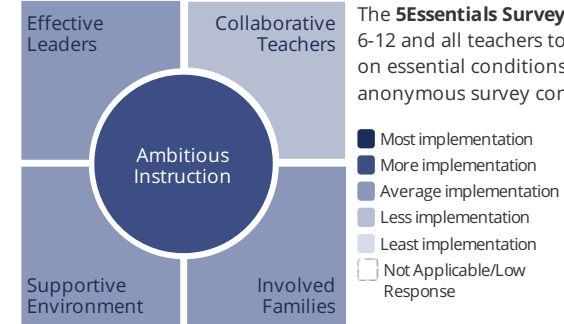 Effective
Leaders
Collaborative
Teachers
Ambitious
Instruction
Supportive
Environment
Involved
Families
The 5Essentials Survey
6-12 and all teachers to
on essential conditions
anonymous survey con
Most implementation
More implementation
Average implementation
Less implementation
Least implementation
Not Applicable/Low
Response